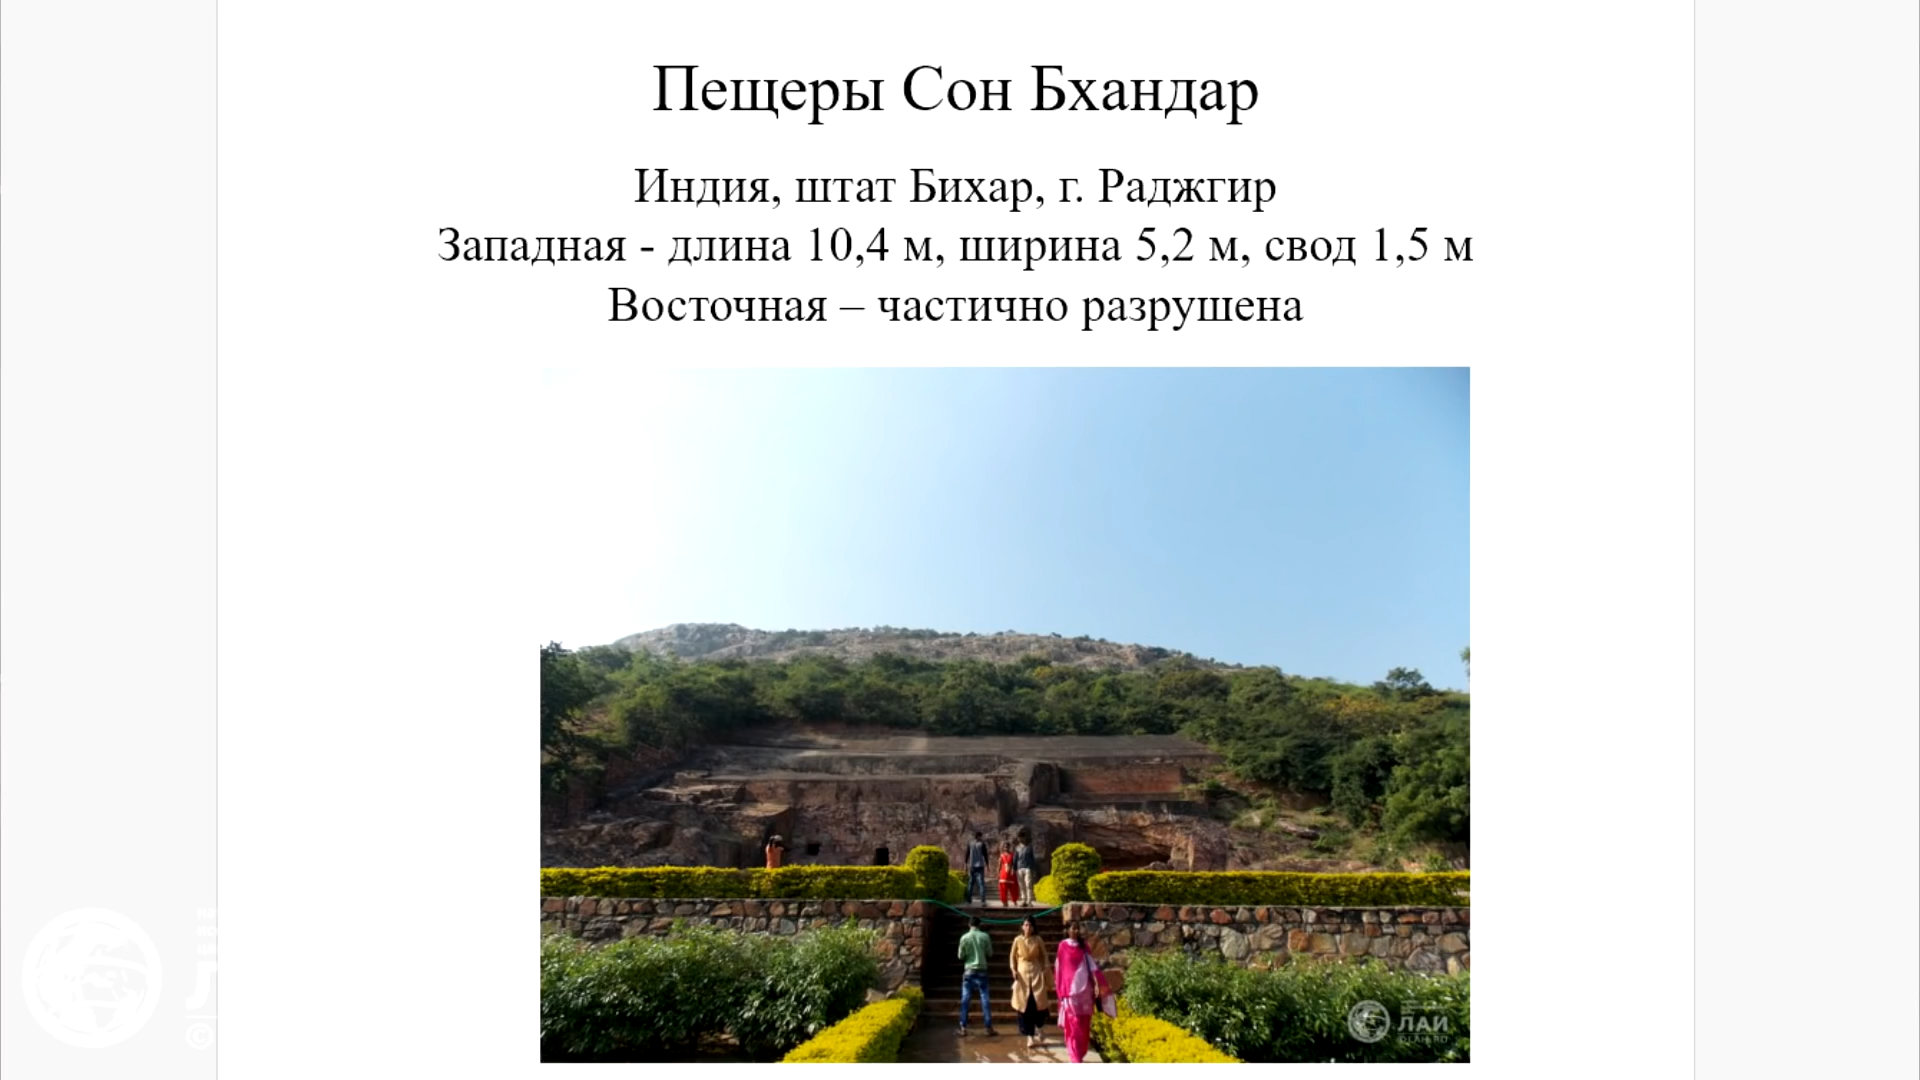 Пещеры Сон Бхандар
Индия, штат Бихар, г. Раджгир
Западная - длина 10,4 м, ширина 5,2 м, свод 1,5 м
Восточная – частично разрушена
ЛАИ